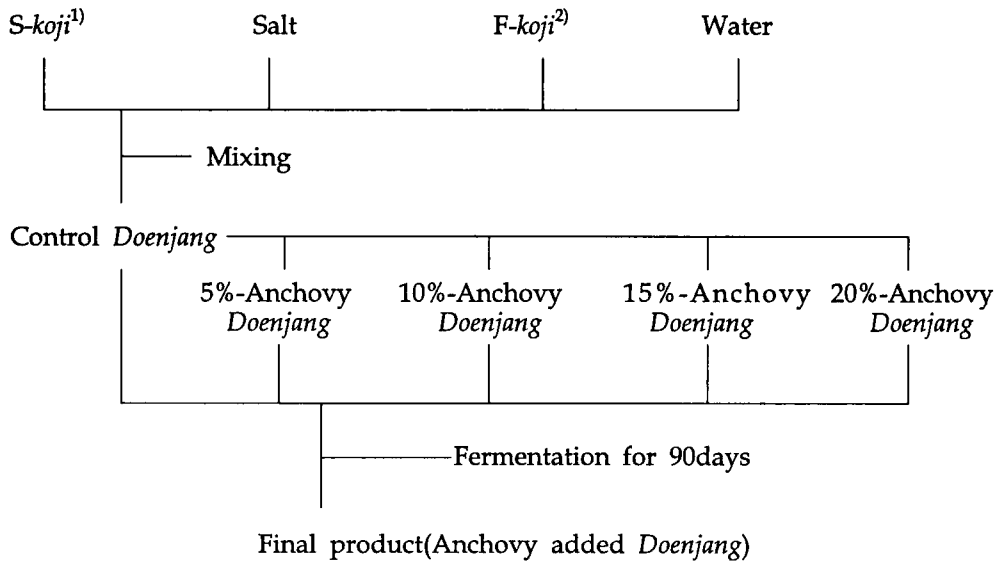 S-koji1) Salt F-koji2) Water
Mixing
Control Doenjang
5%-Anchovy 10%-Anchovy 15%-Anchovy 20%-Anchovy
Doenjang Doenjang Doenjang Doenjang
Fermentation for 90days
Final product(Anchovy added Doenjang)